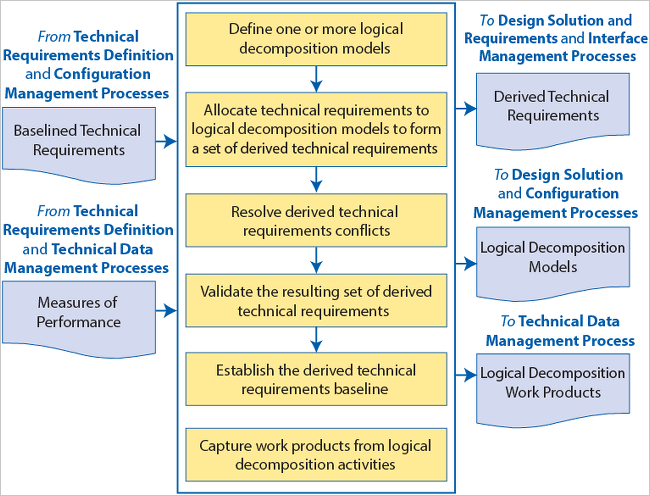 From Technical
Requirements Definition
and Configuration
Management Processes
Baselined Technical
Requirements
From Technical
Requirements Definition
and Technical Data
Management Processes
Measures of
Performance
Define one or more logical
decomposition models
Allocate technical requirements to
logical decomposition models to form
a set of derived technical requirements
Resolve derived technical
requirements conflicts
Validate the resulting set of derived
technical requirements
Establish the derived technical
requirements baseline
Capture work products from logical
decomposition activities
To Design Solution and
Requirements and Interface
Management Processes
Derived Technical
Requirements
To Design Solution
and Configuration
Management Processes
Logical Decomposition
Models
To Technical Data
Management Process
Logical Decomposition
Work Products